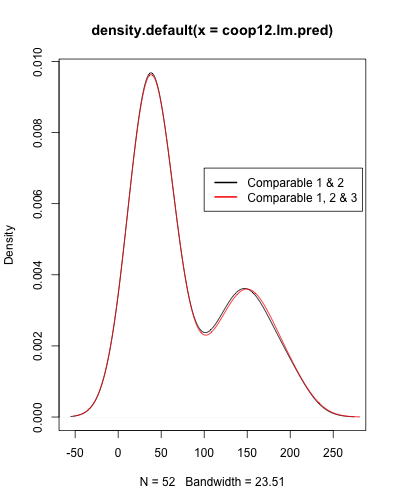 density.default(x = coop12.lm.pred)
0.010
0.008
0.006
0.004
0.002
0.000
Density
Comparable 1 & 2
Comparable 1, 2 & 3
-50 0 50 100 150 200 250
N = 52 Bandwidth = 23.51